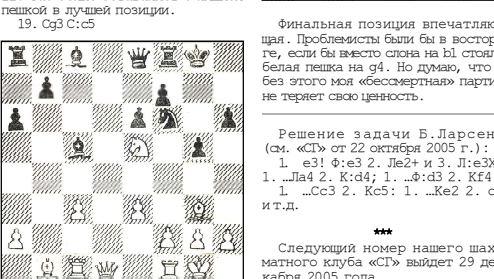 пешкой в лучшей позиции.
19. Cg3 C:c5
Финальная позиция впечатляю-
щая. Проблемисты были бы в востор-
ге, если бы вместо слона на b1 стоял
белая пешка на g4. Но думаю, что
без этого моя «бессмертная» парти
не теряет свою ценность.
Решение задачи Б.Ларсен
(см. «СГ» от 22 октября 2005 г.):
1. e3! Ф:e3 2. Ле2+ и 3. Л:e3X
1. ...Ла4 2. K:d4; 1. ...Ф:d3 2. Kf4
1. ...Cc3 2. Kc5: 1. ...Ke2 2. c
и т.д.
***
Следующий номер нашего шах
матного клуба «СГ» выйдет 29 де
кабря 2005 года